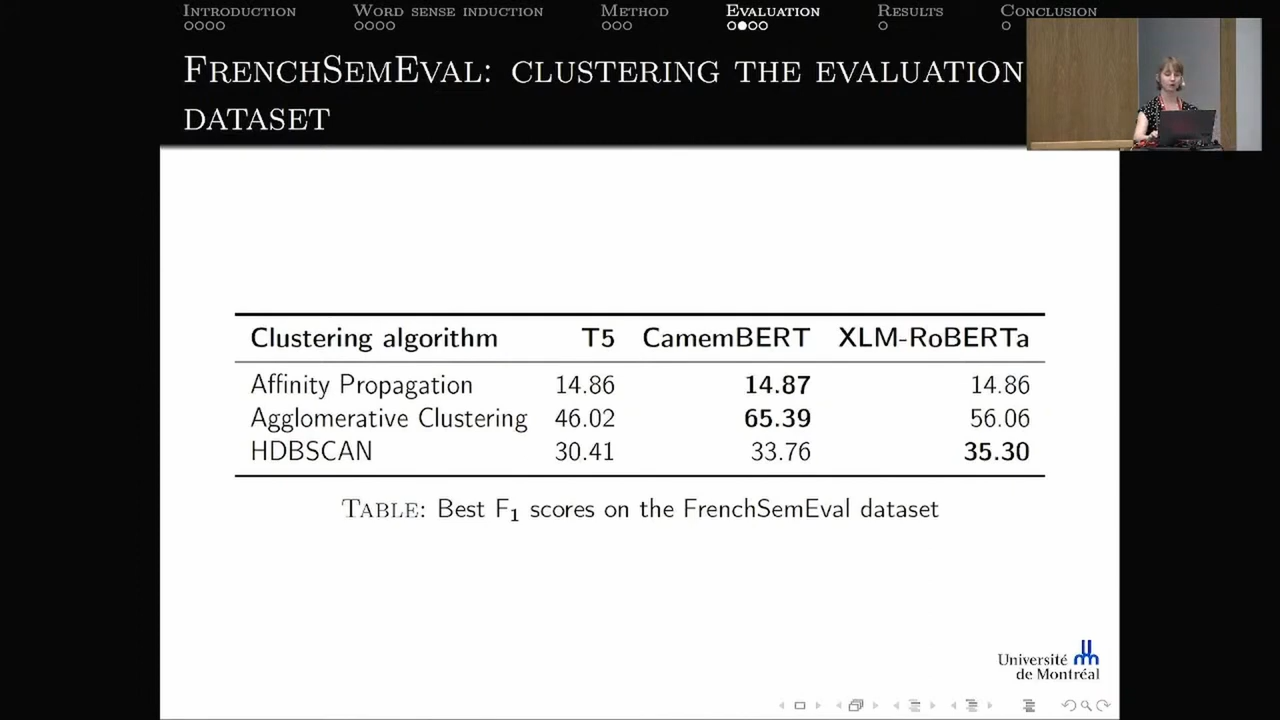 INTRODUCTION WORD SENSE INDUCTION METHOD EVALUATION RESULTS CONCLUSION
FRENCHSEMEVAL: CLUSTERING THE EVALUATION
DATASET
Clustering algorithm T5 CamemBERT XLM-RoBERTa
Affinity Propagation 14.86 14.87 14.86
Agglomerative Clustering 46.02 65.39 56.06
HDBSCAN 30.41 33.76 35.30
TABLE: Best F₁ scores on the FrenchSemEval dataset
Université
de Montréal